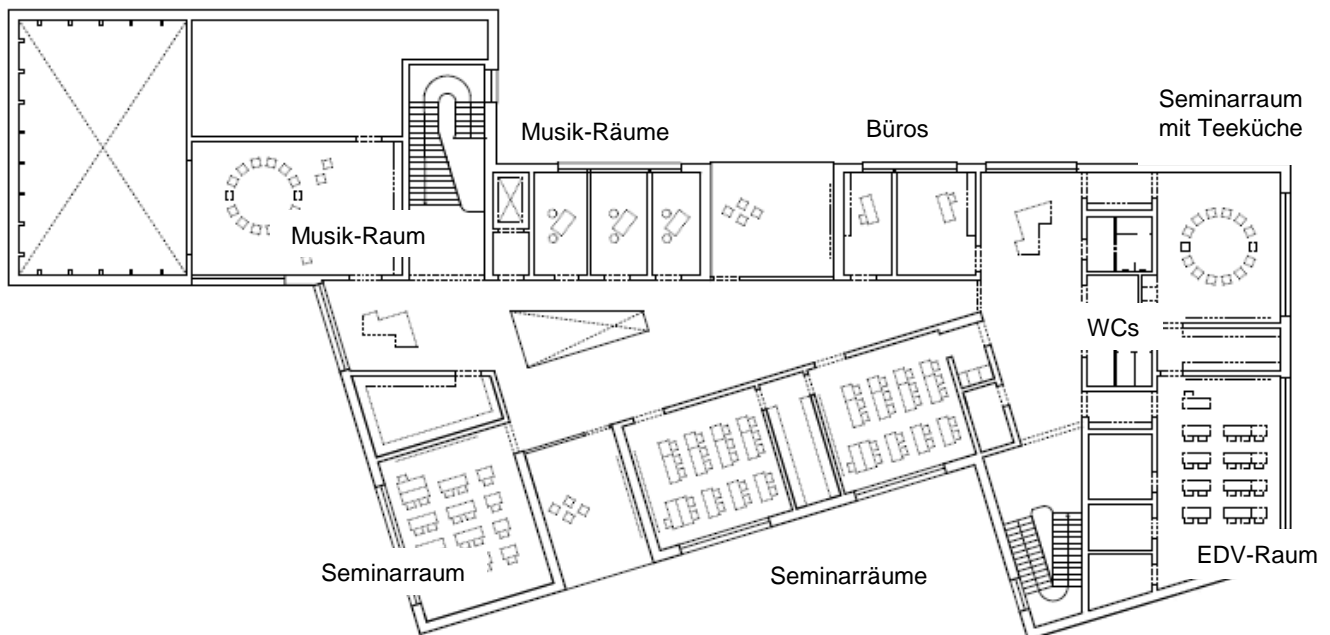 Seminarraum
mit Teeküche
Musik-Räume
Büros
Musik-Raum
WCs
Seminarraum
Seminarräume
EDV-Raum